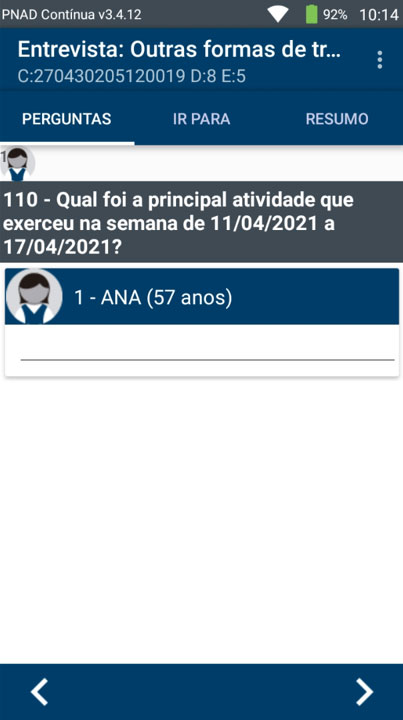 PNAD Contínua v3.4.12 92% 10:14
Entrevista: Outras formas de tr...
C:270430205120019 D:8 E:5
PERGUNTAS IR PARA RESUMO
1
110 - Qual foi a principal atividade que
exerceu na semana de 11/04/2021 a
17/04/2021?
1 - ANA (57 anos)